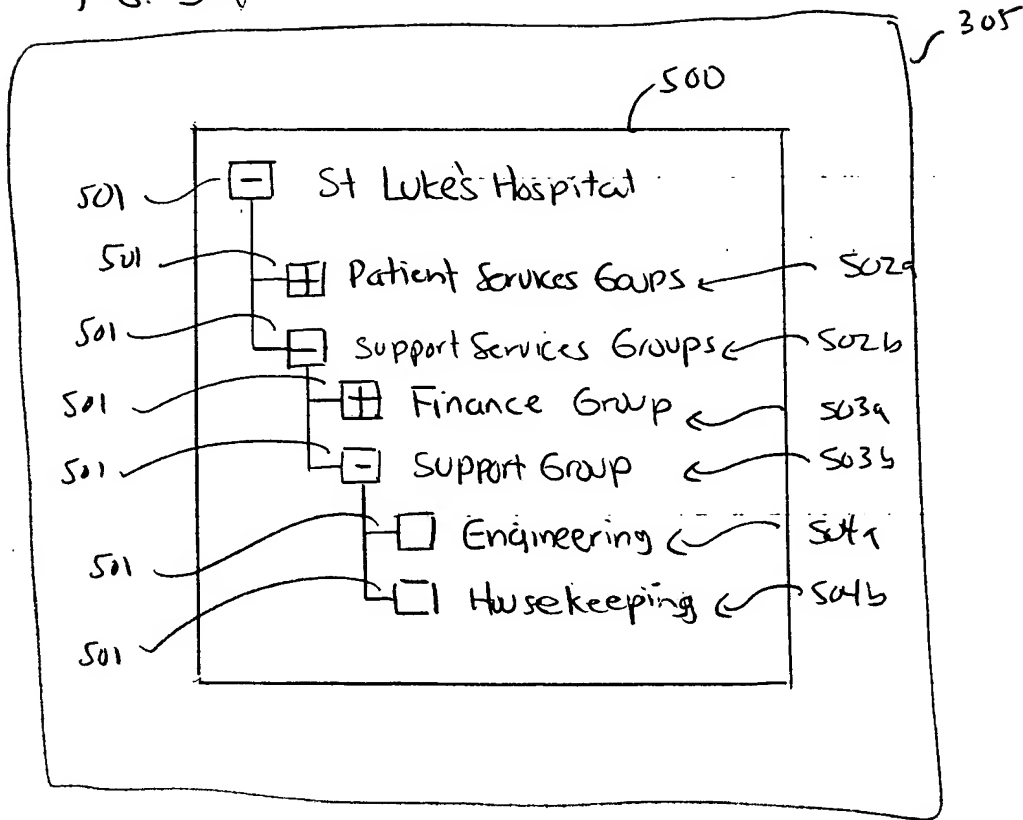 305
500
501 - St Luke's Hospital
501 + Patient Services Goups 502a
501 - Support Services Groups 502b
501 + Finance Group 503a
501 - Support Group 503b
501 Engineering 504a
501 Housekeeping 504b